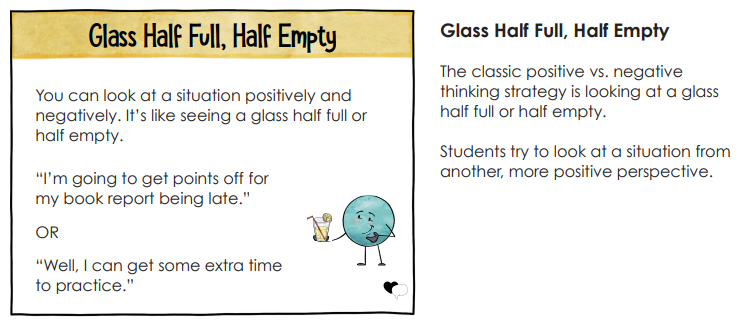 Glass Half Full, Half Empty
You can look at a situation positively and
negatively. It’s like seeing a glass half full or
half empty.
“I’m going to get points off for
my book report being late.”
OR
“Well, I can get some extra time
to practice.”
Glass Half Full, Half Empty
The classic positive vs. negative
thinking strategy is looking at a glass
half full or half empty.
Students try to look at a situation from
another, more positive perspective.